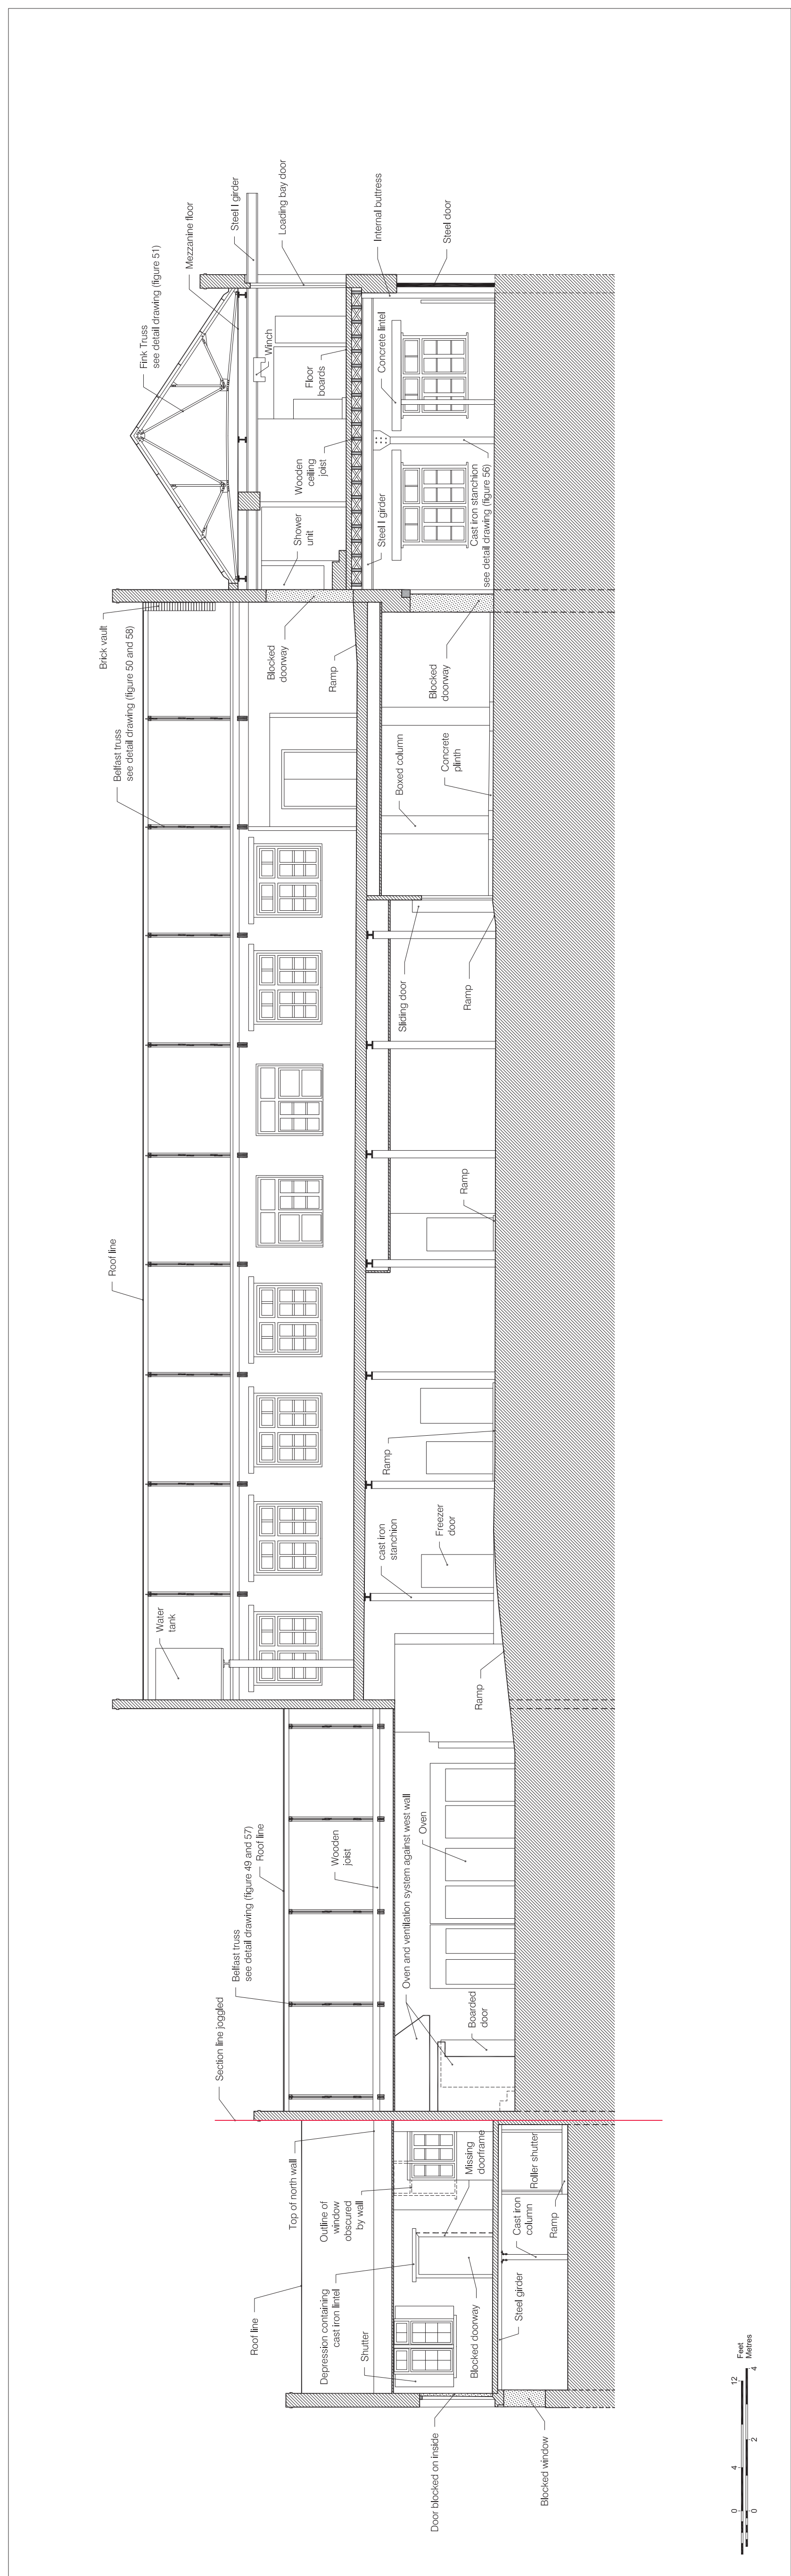 Fink Truss
see detail drawing (figure 51)
Mezzanine floor
Steel I girder
Loading bay door
Internal buttress
Steel door
Winch
Floor
boards
Concrete lintel
Wooden
ceiling
joist
Shower
unit
Steel I girder
Cast iron stanchion
see detail drawing (figure 56)
Brick vault
Belfast truss
see detail drawing (figure 50 and 58)
Blocked
doorway
Ramp
Blocked
doorway
Boxed column
Concrete
plinth
Sliding door
Ramp
Roof line
Ramp
Ramp
cast iron
stanchion
Freezer
door
Water
tank
Ramp
Belfast truss
see detail drawing (figure 49 and 57)
Roof line
Wooden
joist
Oven and ventilation system against west wall
Oven
Boarded
door
Section line joggled
Top of north wall
Roof line
Outline of
window
obscured
by wall
Missing
doorframe
Depression containing
cast iron lintel
Shutter
Blocked doorway
Roller shutter
Cast iron
column
Ramp
Steel girder
Door blocked on inside
Blocked window
0
4
12
Feet
Metres
0
2
4